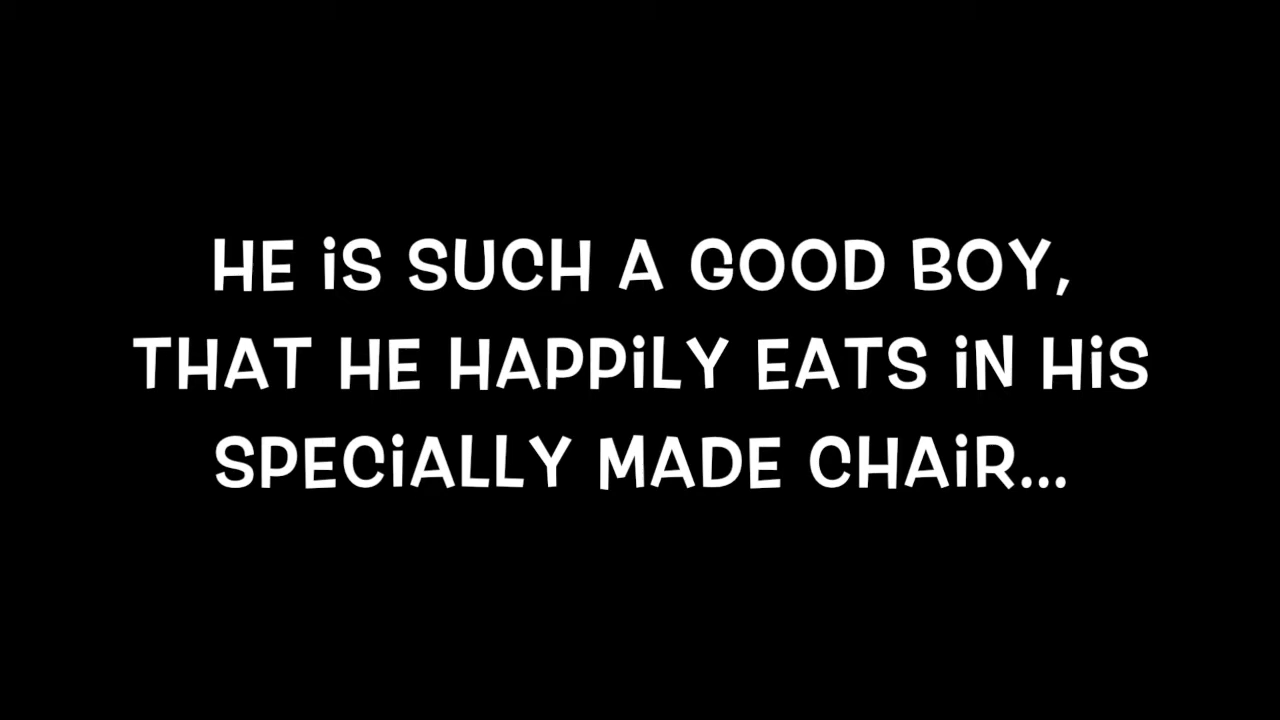 HE iS SUCH A GOOD BOY,
THAT HE HAPPiLY EATS iN HiS
SPECiALLY MADE CHAiR...